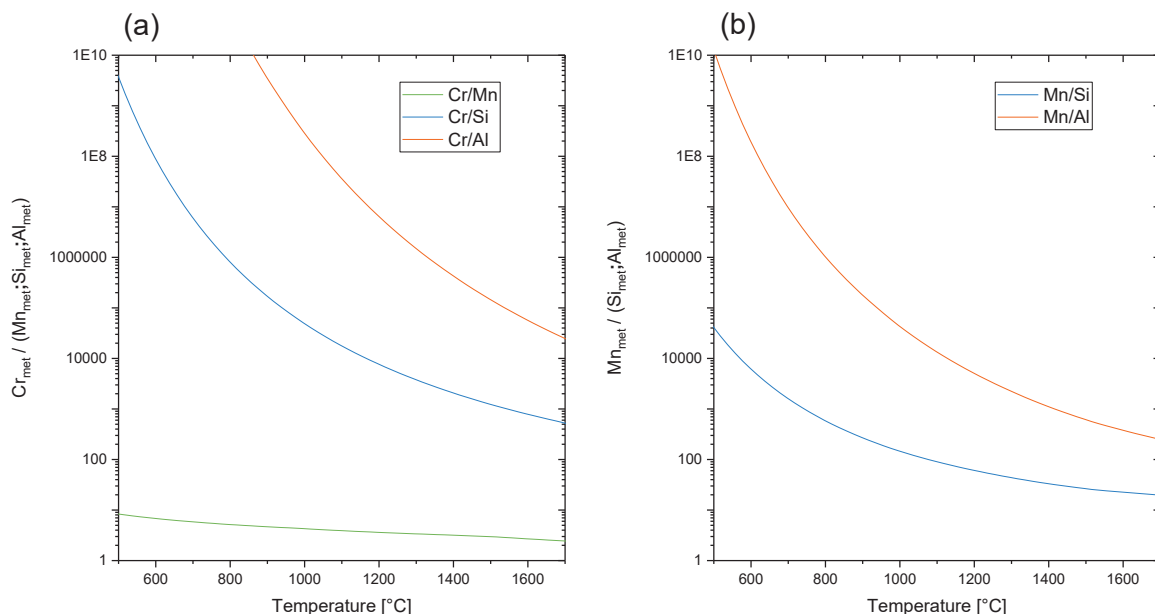 (a)
1E10
1E8
1000000
10000
100
1
Cr_met / (Mn_met;Si_met;Al_met)
Cr/Mn
Cr/Si
Cr/Al
600 800 1000 1200 1400 1600
Temperature [°C]
(b)
1E10
1E8
1000000
10000
100
1
Mn_met / (Si_met;Al_met)
Mn/Si
Mn/Al
600 800 1000 1200 1400 1600
Temperature [°C]